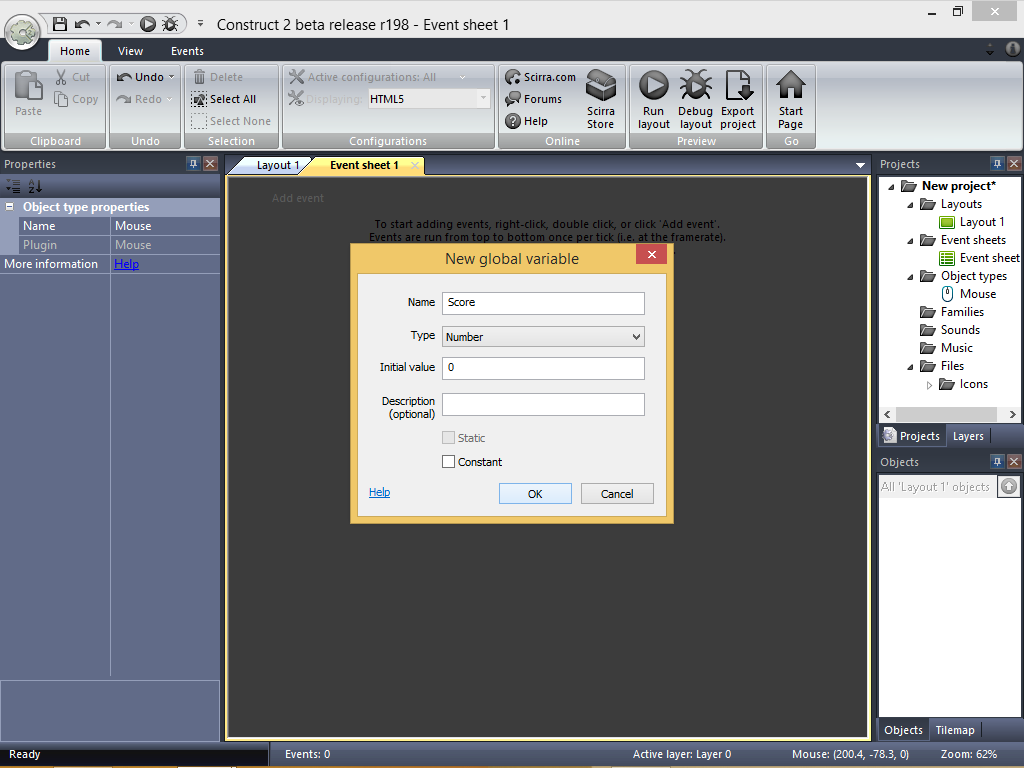 Construct 2 beta release r198 - Event sheet 1
Home View Events
Paste
Cut
Copy
Clipboard
Undo
Redo
Undo
Delete
Select All
Select None
Selection
Active configurations: All
Displaying: HTML5
Configurations
Scirra.com
Forums
Help
Scirra
Store
Online
Run
layout
Debug
layout
Export
project
Preview
Start
Page
Go
Properties
Object type properties
Name Mouse
Plugin Mouse
More information Help
Layout 1 Event sheet 1
Add event
To start adding events, right-click, double click, or click 'Add event'.
Events are run from top to bottom once per tick (i.e. at the framerate).
New global variable
Name Score
Type Number
Initial value 0
Description
(optional)
Static
Constant
Help OK Cancel
Projects
New project*
Layouts
Layout 1
Event sheets
Event sheet
Object types
Mouse
Families
Sounds
Music
Files
Icons
Projects Layers
Objects
All 'Layout 1' objects
Objects Tilemap
Ready Events: 0 Active layer: Layer 0 Mouse: (200.4, -78.3, 0) Zoom: 62%